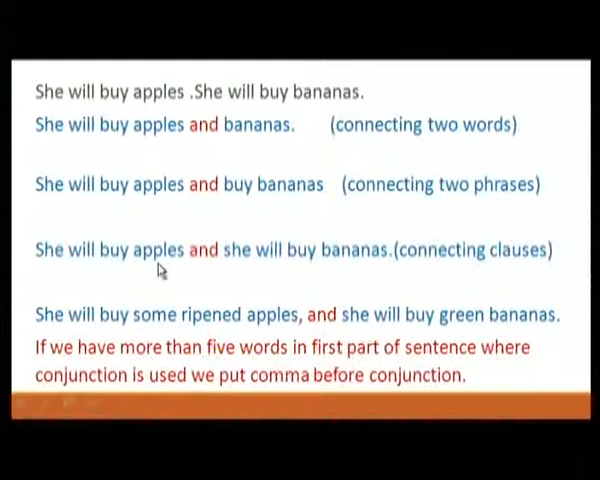 She will buy apples .She will buy bananas.
She will buy apples and bananas. (connecting two words)
She will buy apples and buy bananas (connecting two phrases)
She will buy apples and she will buy bananas.(connecting clauses)
She will buy some ripened apples, and she will buy green bananas.
If we have more than five words in first part of sentence where
conjunction is used we put comma before conjunction.